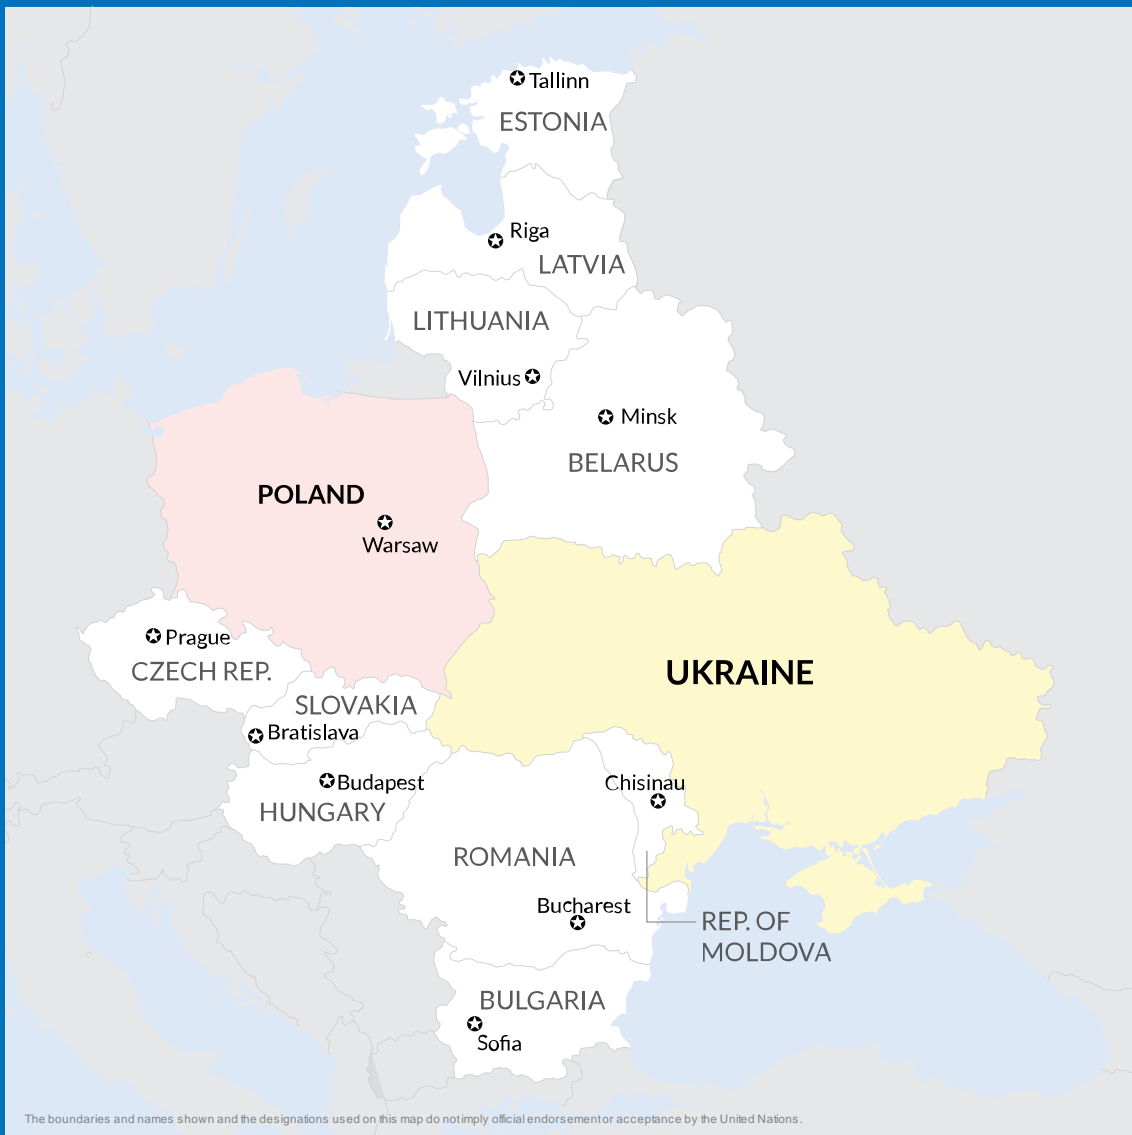 Tallinn
ESTONIA
Riga
LATVIA
LITHUANIA
Vilnius
Minsk
BELARUS
POLAND
Warsaw
Prague
CZECH REP.
UKRAINE
SLOVAKIA
Bratislava
Budapest
HUNGARY
Chisinau
ROMANIA
Bucharest
REP. OF
MOLDOVA
BULGARIA
Sofia
The boundaries and names shown and the designations used on this map do not imply official endorsement or acceptance by the United Nations.